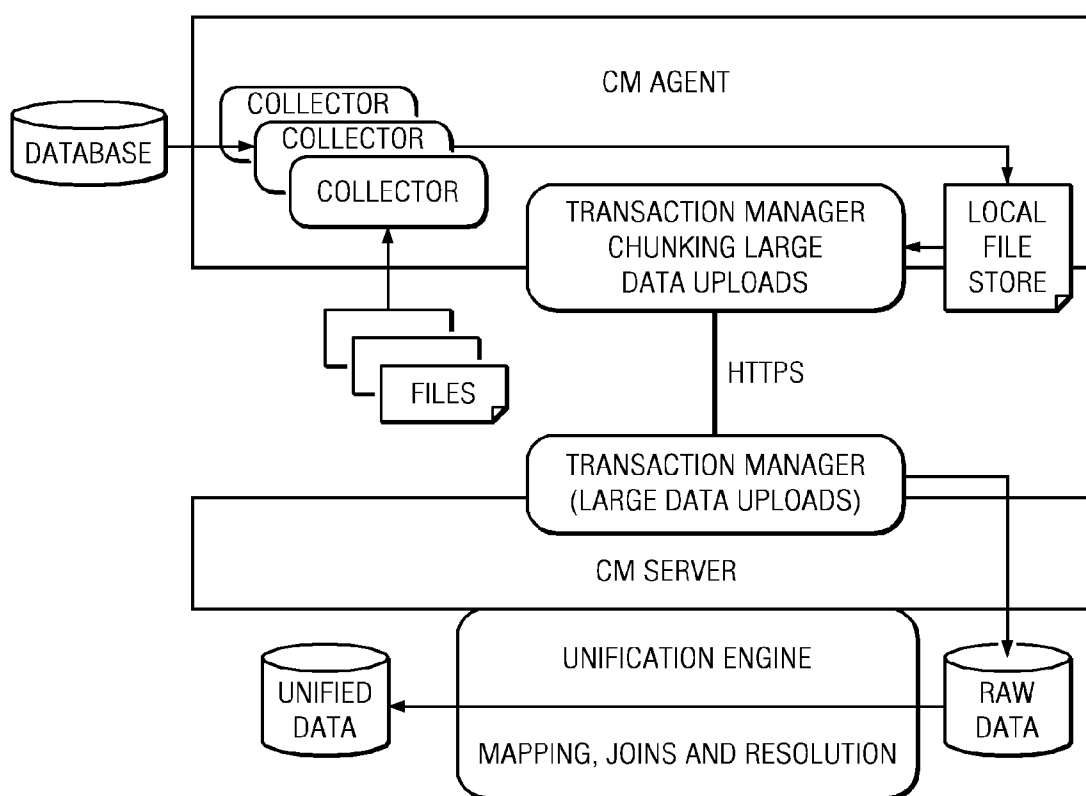 CM AGENT
COLLECTOR
COLLECTOR
COLLECTOR
DATABASE
TRANSACTION MANAGER
CHUNKING LARGE
DATA UPLOADS
LOCAL
FILE
STORE
FILES
HTTPS
TRANSACTION MANAGER
(LARGE DATA UPLOADS)
CM SERVER
UNIFICATION ENGINE
UNIFIED
DATA
RAW
DATA
MAPPING, JOINS AND RESOLUTION